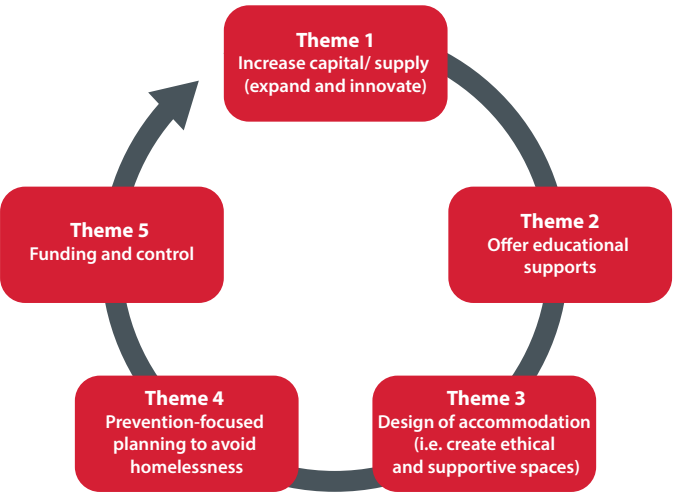 Theme 1
Increase capital/ supply
(expand and innovate)
Theme 2
Offer educational
supports
Theme 3
Design of accommodation
(i.e. create ethical
and supportive spaces)
Theme 4
Prevention-focused
planning to avoid
homelessness
Theme 5
Funding and control